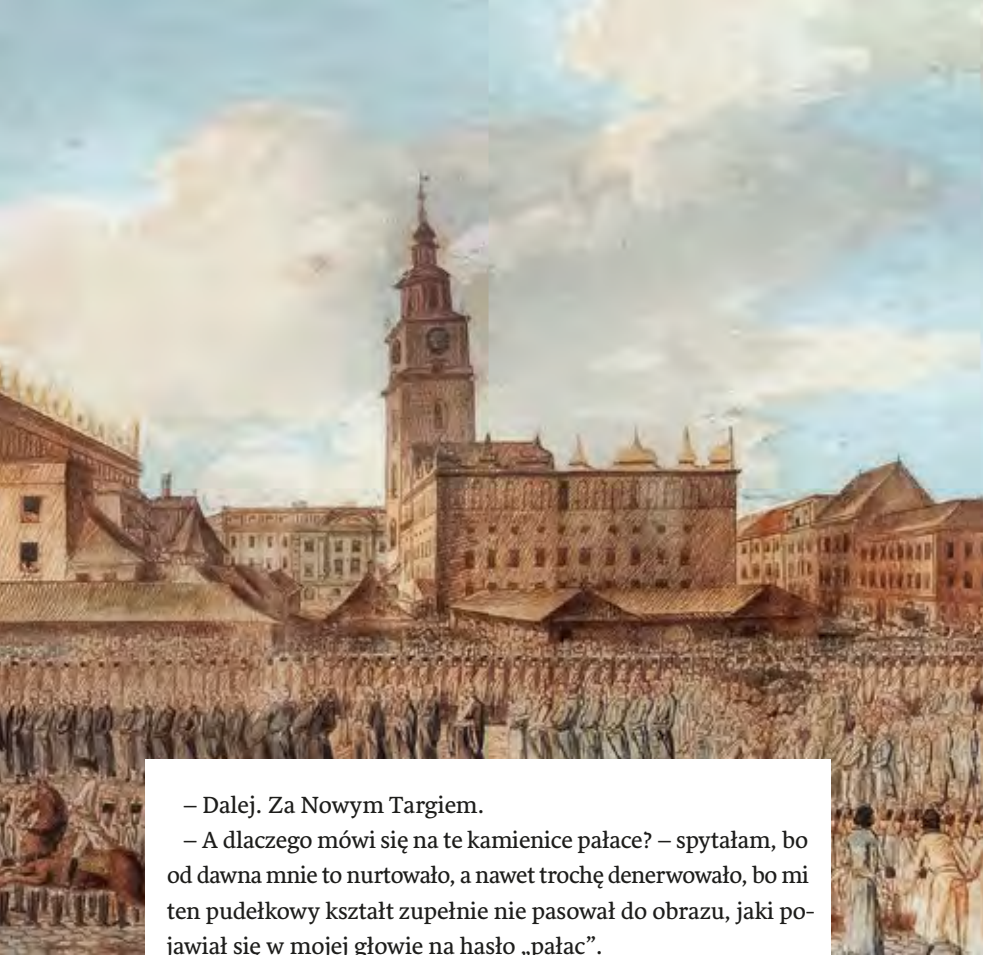 – Dalej. Za Nowym Targiem.
– A dlaczego mówi się na te kamienice pałace? – spytałam, bo
od dawna mnie to nurtowało, a nawet trochę denerwowało, bo mi
ten pudełkowy kształt zupełnie nie pasował do obrazu, jaki po-
jawiał się w mojej głowie na hasło „pałac”.